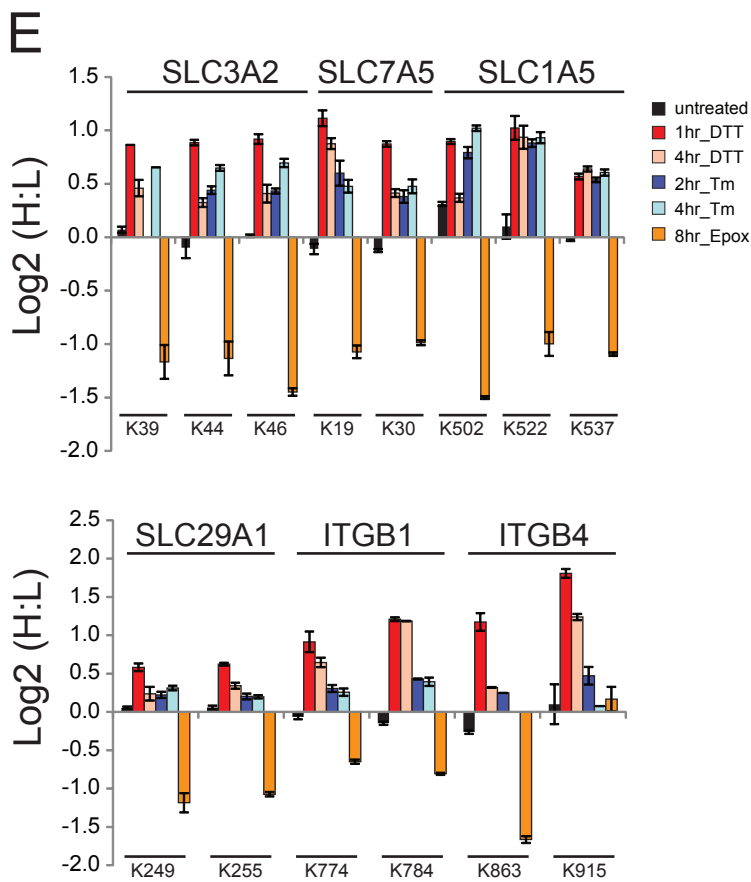 E
SLC3A2 SLC7A5 SLC1A5
Log2 (H:L)
1.5
1.0
0.5
0.0
-0.5
-1.0
-1.5
-2.0
K39 K44 K46 K19 K30 K502 K522 K537
untreated
1hr_DTT
4hr_DTT
2hr_Tm
4hr_Tm
8hr_Epox
SLC29A1 ITGB1 ITGB4
Log2 (H:L)
2.5
2.0
1.5
1.0
0.5
0.0
-0.5
-1.0
-1.5
-2.0
K249 K255 K774 K784 K863 K915